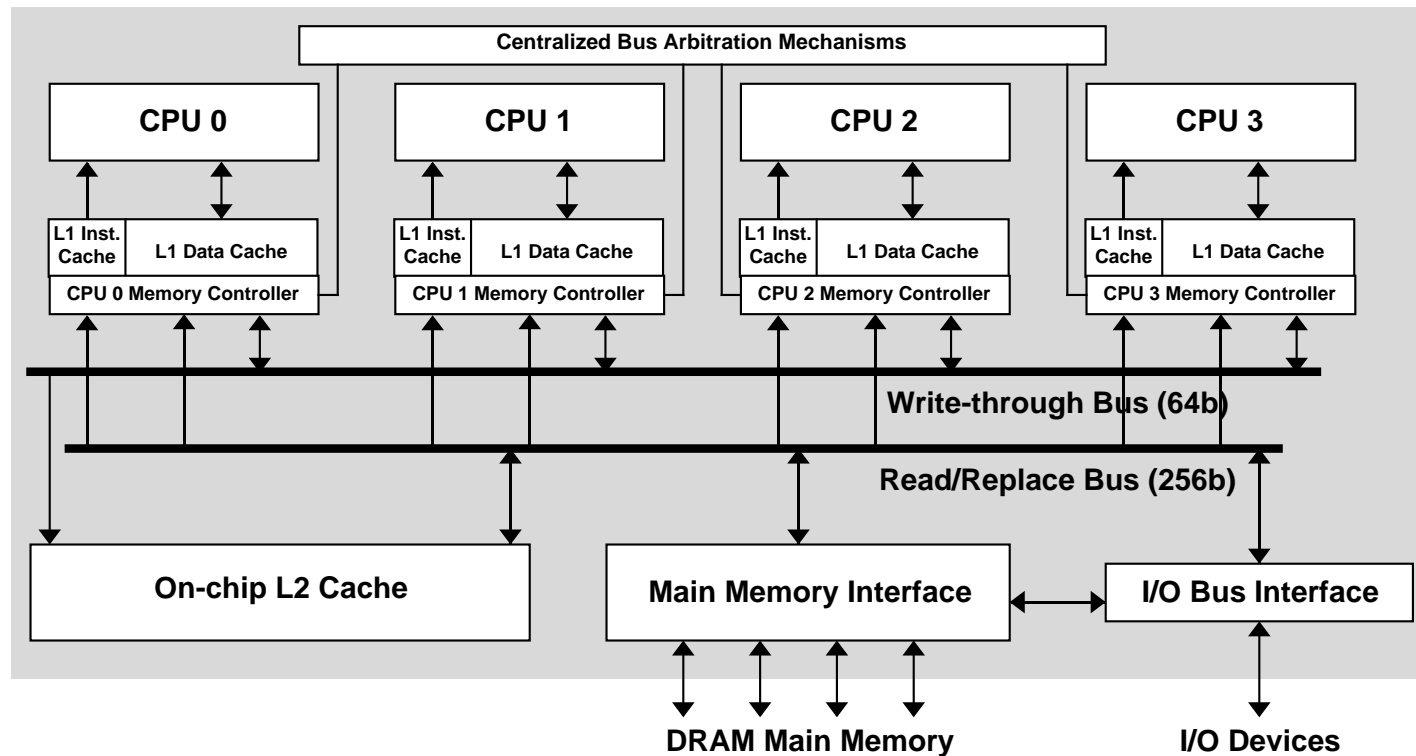 Centralized Bus Arbitration Mechanisms
CPU 0
CPU 1
CPU 2
CPU 3
L1 Inst.
Cache
L1 Data Cache
L1 Inst.
Cache
L1 Data Cache
L1 Inst.
Cache
L1 Data Cache
L1 Inst.
Cache
L1 Data Cache
CPU 0 Memory Controller
CPU 1 Memory Controller
CPU 2 Memory Controller
CPU 3 Memory Controller
Write-through Bus (64b)
Read/Replace Bus (256b)
On-chip L2 Cache
Main Memory Interface
I/O Bus Interface
DRAM Main Memory
I/O Devices